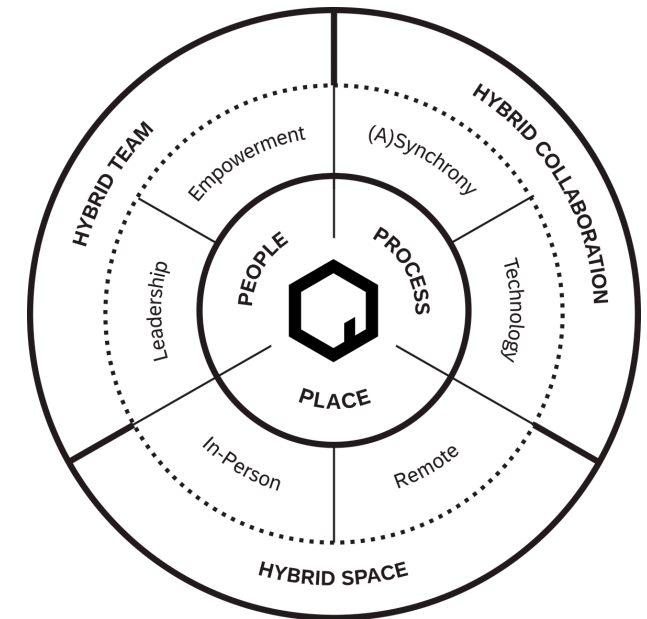 HYBRID TEAM
HYBRID COLLABORATION
Empowerment
(A)Synchrony
Leadership
Technology
PEOPLE
PROCESS
PLACE
In-Person
Remote
HYBRID SPACE